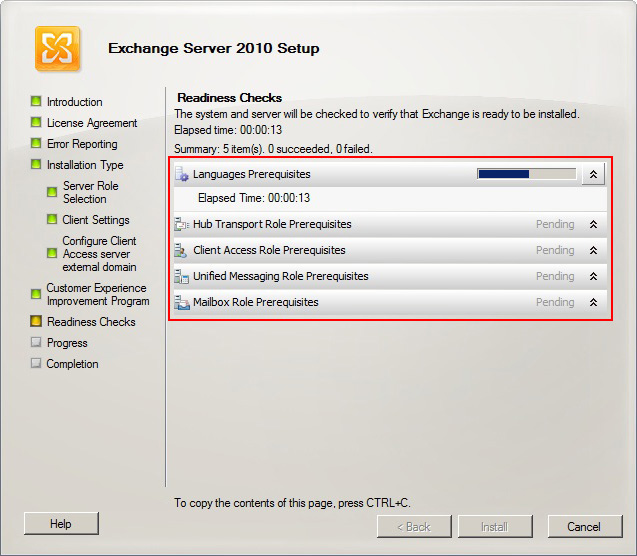 Exchange Server 2010 Setup
Introduction
License Agreement
Error Reporting
Installation Type
Server Role
Selection
Client Settings
Configure Client
Access server
external domain
Customer Experience
Improvement Program
Readiness Checks
Progress
Completion
Readiness Checks
The system and server will be checked to verify that Exchange is ready to be installed.
Elapsed time: 00:00:13
Summary: 5 item(s). 0 succeeded, 0 failed.
Languages Prerequisites
Elapsed Time: 00:00:13
Hub Transport Role Prerequisites Pending
Client Access Role Prerequisites Pending
Unified Messaging Role Prerequisites Pending
Mailbox Role Prerequisites Pending
To copy the contents of this page, press CTRL+C.
Help < Back Install Cancel